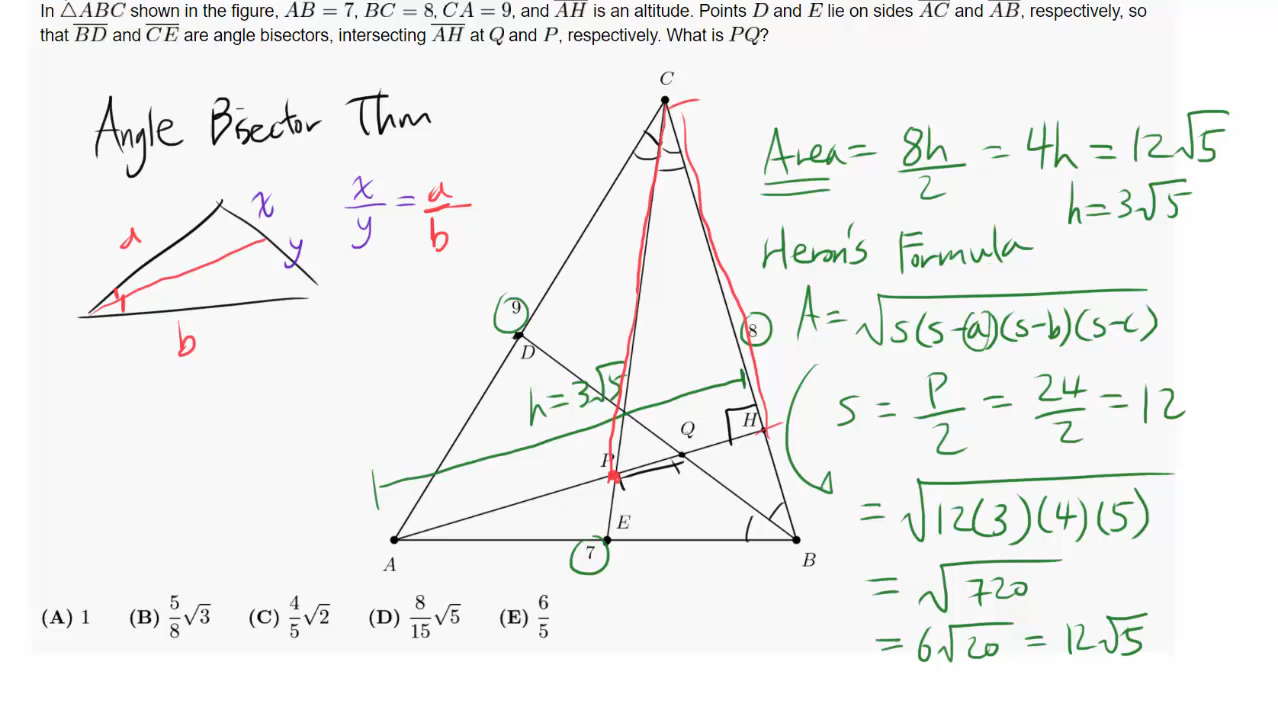 In △ABC shown in the figure, AB = 7, BC = 8, CA = 9, and AH is an altitude. Points D and E lie on sides AC and AB, respectively, so
that BD and CE are angle bisectors, intersecting AH at Q and P, respectively. What is PQ?
Angle Bisector Thm
x/y = a/b
a
x
y
b
C
9
D
8
h=3√5
H
Q
P
E
A
7
B
Area = 8h/2 = 4h = 12√5
h=3√5
Heron's Formula
A = √s(s-a)(s-b)(s-c)
s = P/2 = 24/2 = 12
= √12(3)(4)(5)
= √720
= 6√20 = 12√5
(A) 1 (B) 5/8√3 (C) 4/5√2 (D) 8/15√5 (E) 6/5